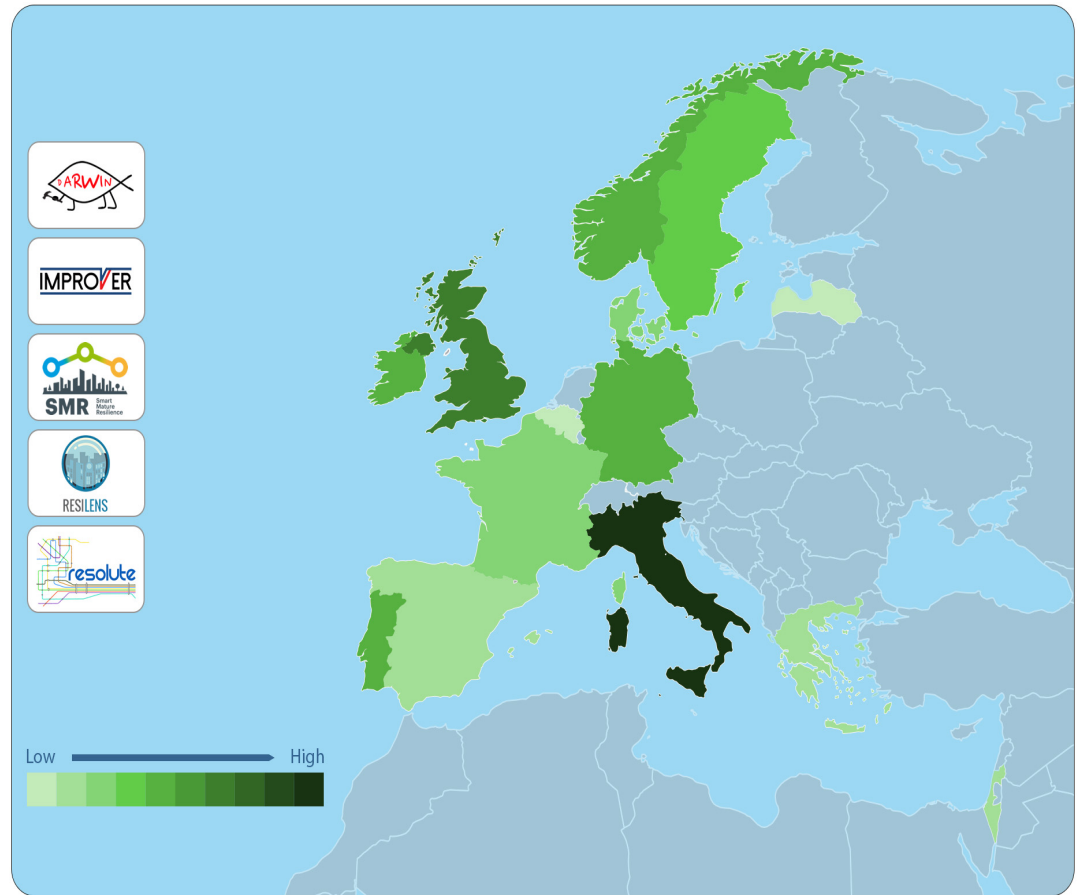 DARWIN
IMPROVER
SMR
Smart
Mature
Resilience
RESILENS
resolute
Low
High